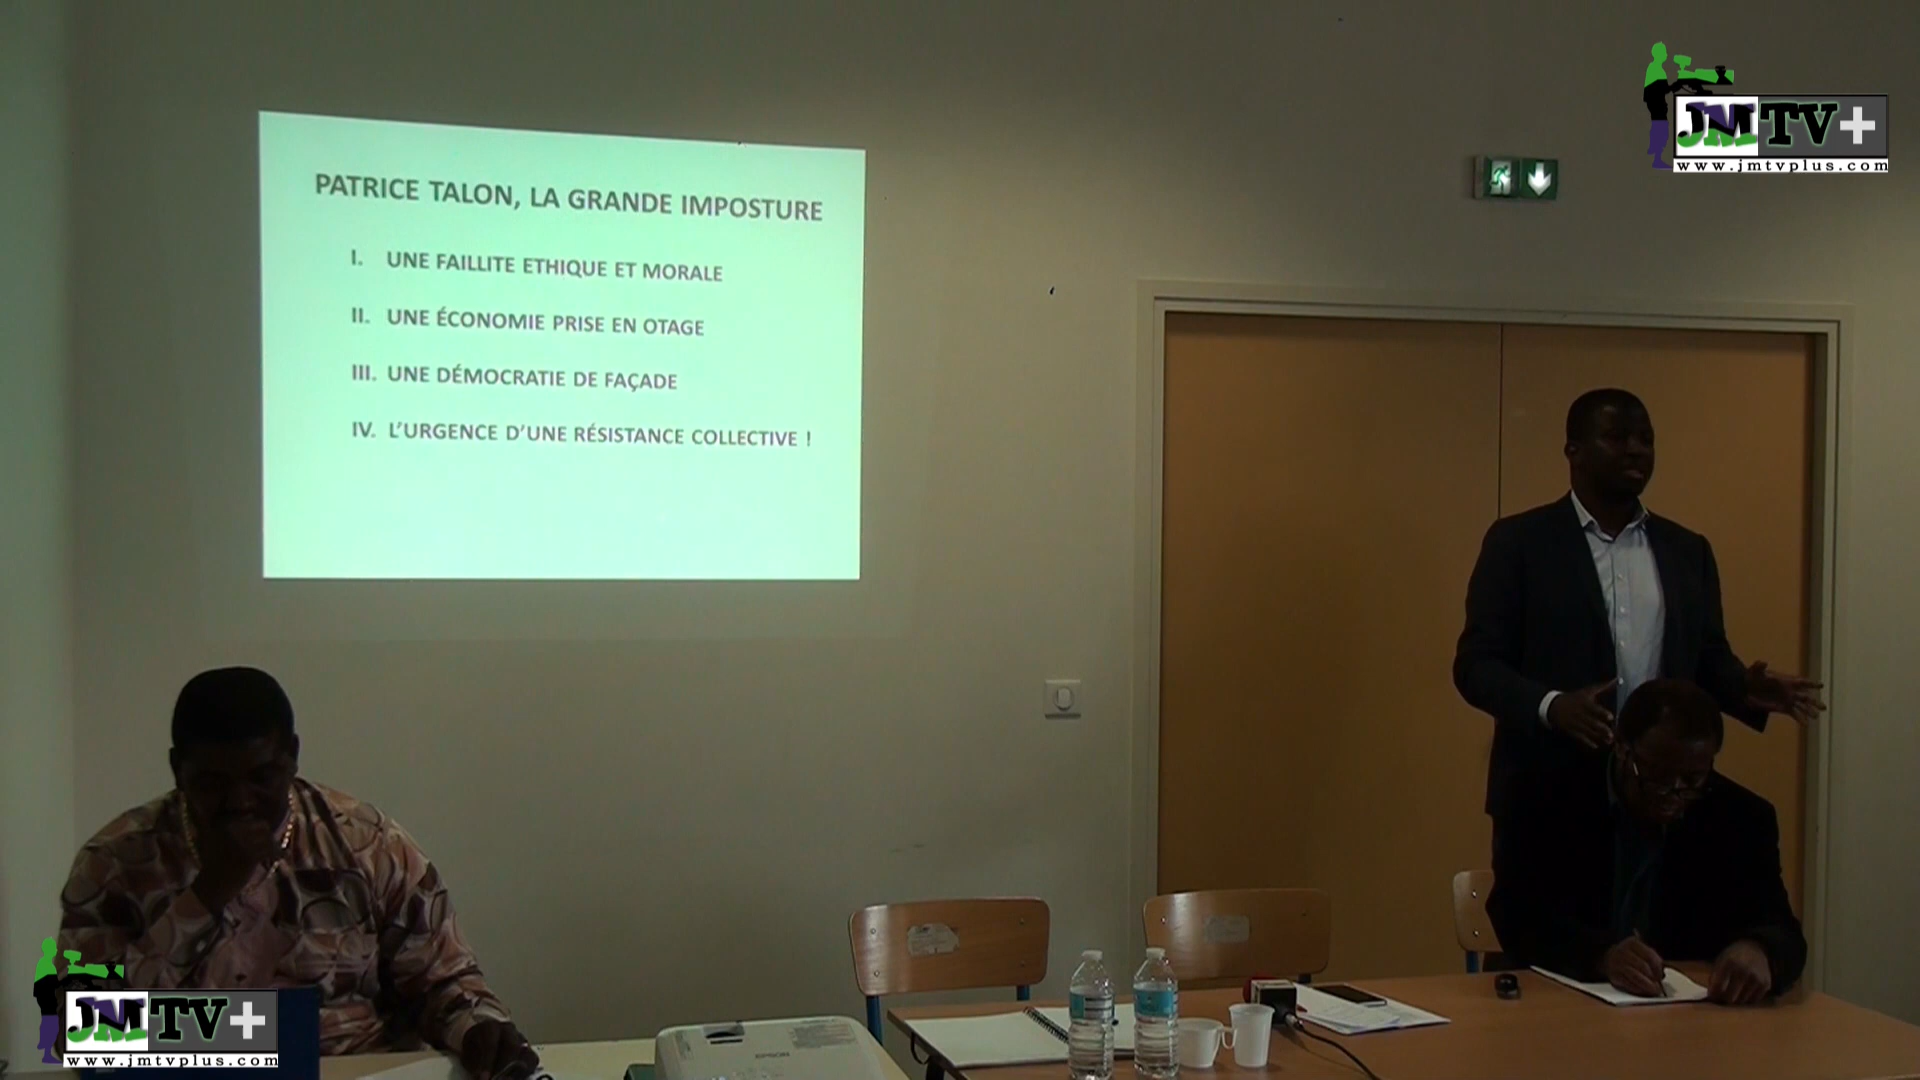 JMTV+
www.jmtvplus.com
PATRICE TALON, LA GRANDE IMPOSTURE
I. UNE FAILLITE ETHIQUE ET MORALE
II. UNE ÉCONOMIE PRISE EN OTAGE
III. UNE DÉMOCRATIE DE FAÇADE
IV. L'URGENCE D'UNE RÉSISTANCE COLLECTIVE !
JMTV+
www.jmtvplus.com
EPSON